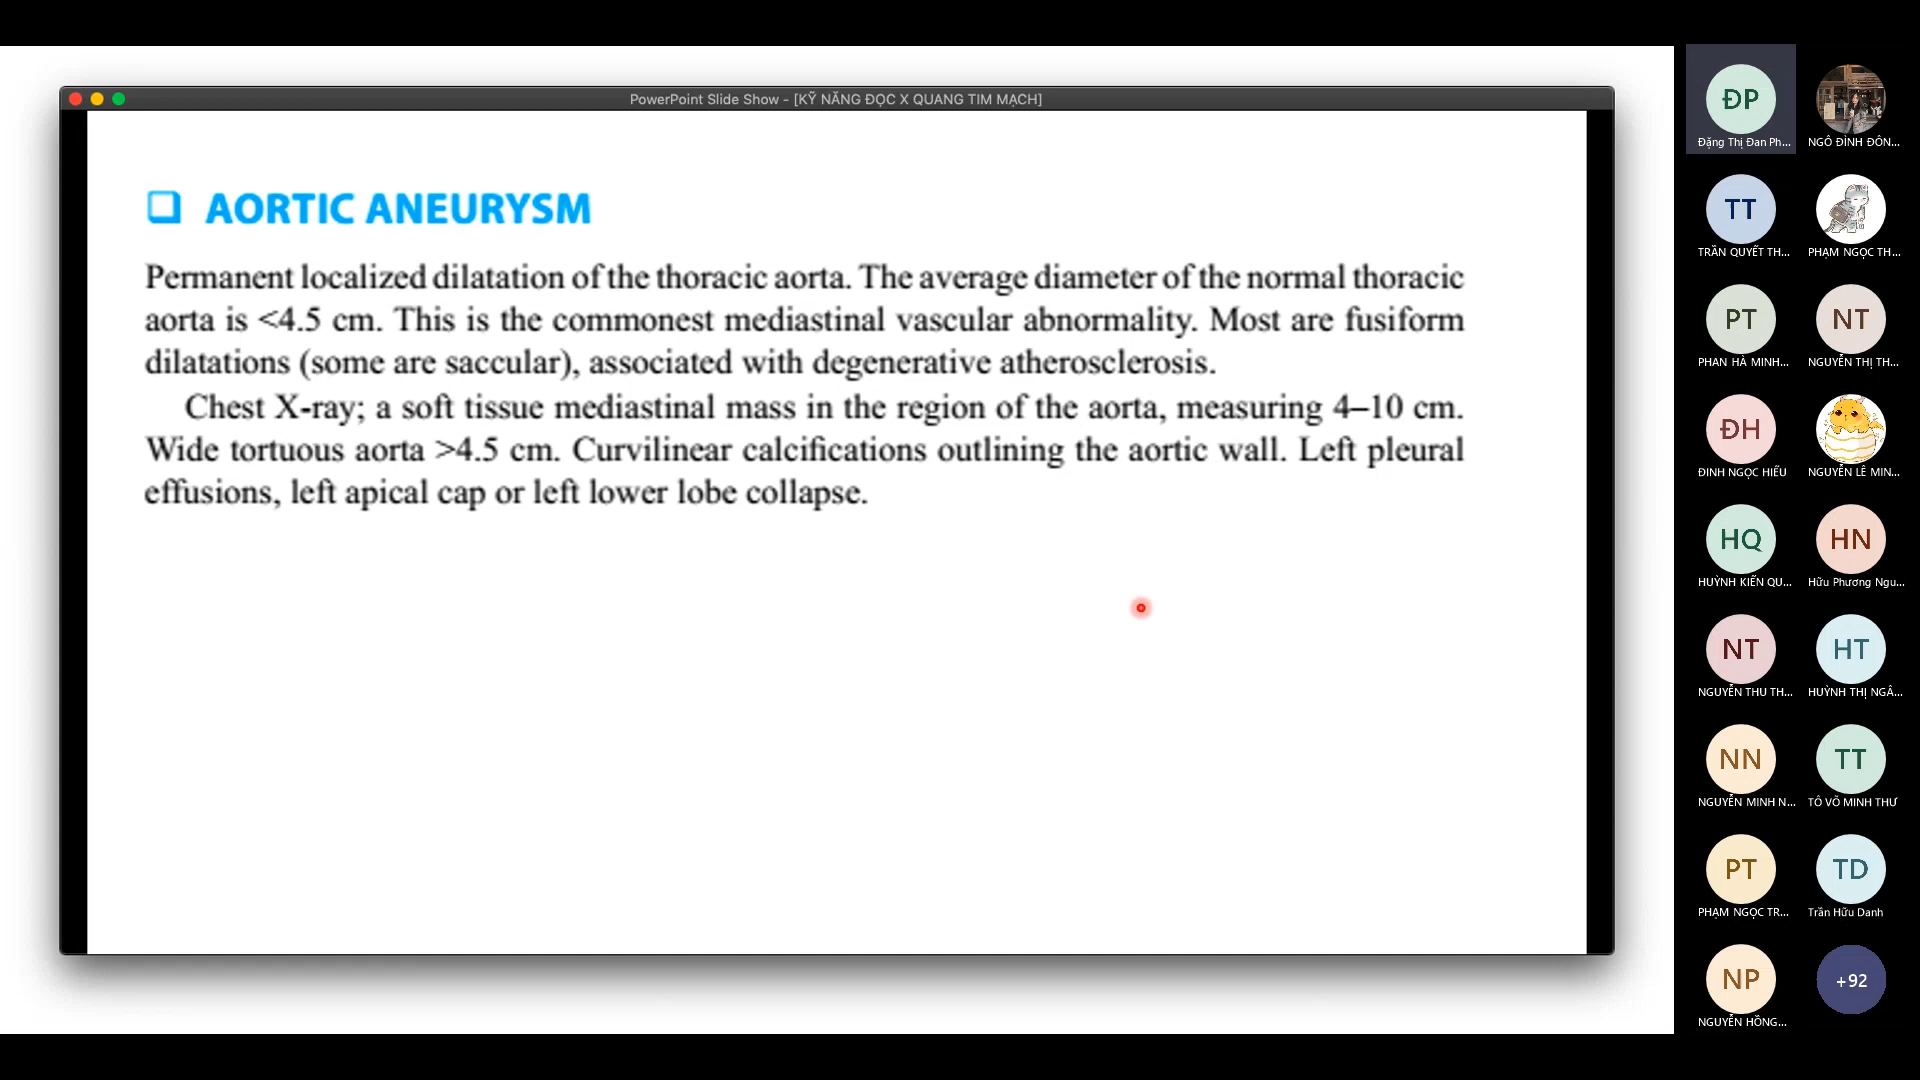 PowerPoint Slide Show - [KỸ NĂNG ĐỌC X QUANG TIM MẠCH]
AORTIC ANEURYSM
Permanent localized dilatation of the thoracic aorta. The average diameter of the normal thoracic
aorta is <4.5 cm. This is the commonest mediastinal vascular abnormality. Most are fusiform
dilatations (some are saccular), associated with degenerative atherosclerosis.
Chest X-ray; a soft tissue mediastinal mass in the region of the aorta, measuring 4–10 cm.
Wide tortuous aorta >4.5 cm. Curvilinear calcifications outlining the aortic wall. Left pleural
effusions, left apical cap or left lower lobe collapse.
ĐP
Đặng Thị Đan Ph...
NGÔ ĐÌNH ĐÔN...
TT
TRẦN QUYẾT TH...
PHẠM NGỌC TH...
PT
PHAN HÀ MINH...
NT
NGUYỄN THỊ TH...
ĐH
ĐINH NGỌC HIẾU
NGUYỄN LÊ MIN...
HQ
HUỲNH KIẾN QU...
HN
Hữu Phương Ngu...
NT
NGUYỄN THU TH...
HT
HUỲNH THỊ NGÂ...
NN
NGUYỄN MINH N...
TT
TÔ VÕ MINH THƯ
PT
PHẠM NGỌC TR...
TD
Trần Hữu Danh
NP
NGUYỄN HỒNG...
+92